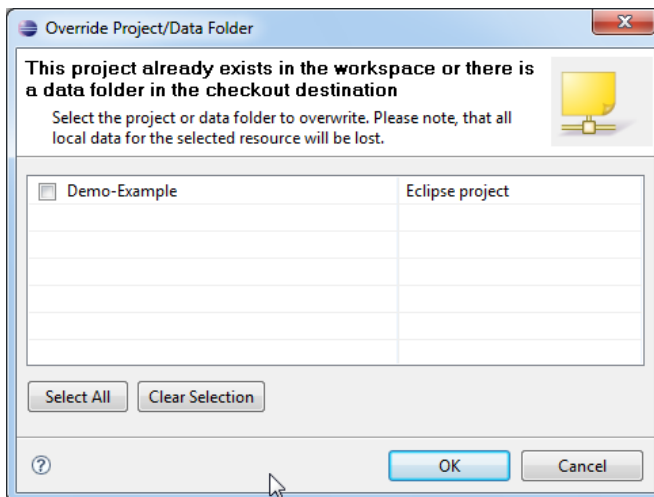 Override Project/Data Folder
This project already exists in the workspace or there is
a data folder in the checkout destination
Select the project or data folder to overwrite. Please note, that all
local data for the selected resource will be lost.
Demo-Example Eclipse project
Select All Clear Selection
OK Cancel